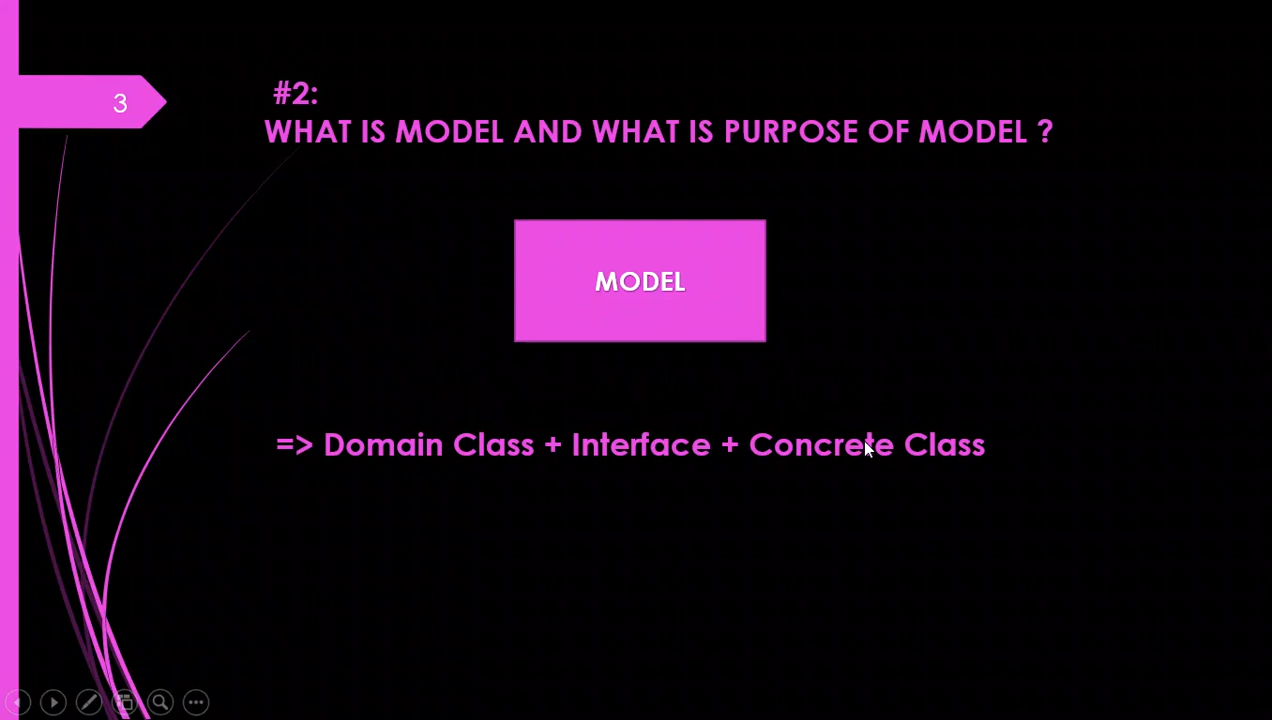 3
#2:
WHAT IS MODEL AND WHAT IS PURPOSE OF MODEL ?
MODEL
=> Domain Class + Interface + Concrete Class